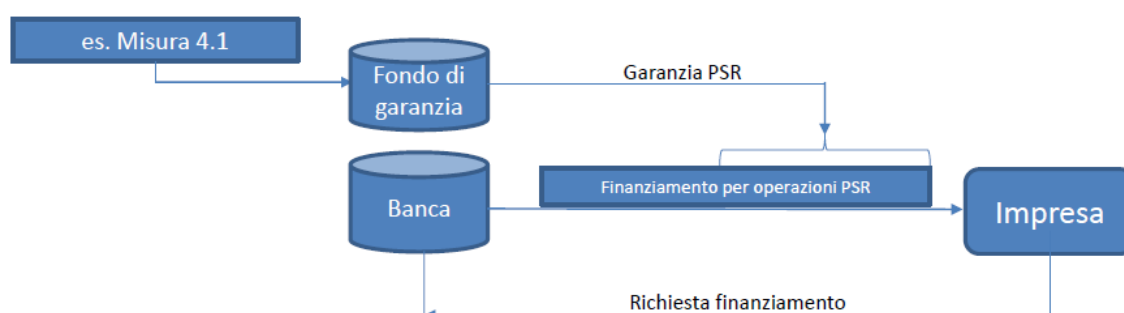 es. Misura 4.1
Fondo di
garanzia
Garanzia PSR
Banca
Finanziamento per operazioni PSR
Impresa
Richiesta finanziamento